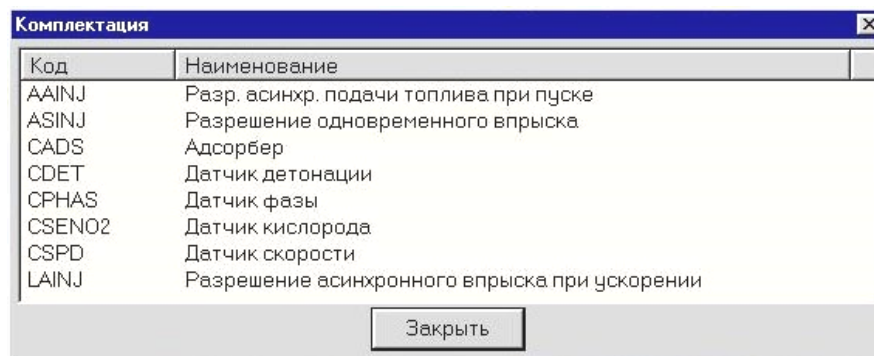 Комплектация
Код Наименование
AAINJ Разр. асинхр. подачи топлива при пуске
ASINJ Разрешение одновременного впрыска
CADS Адсорбер
CDET Датчик детонации
CPHAS Датчик фазы
CSENO2 Датчик кислорода
CSPD Датчик скорости
LAINJ Разрешение асинхронного впрыска при ускорении
Закрыть